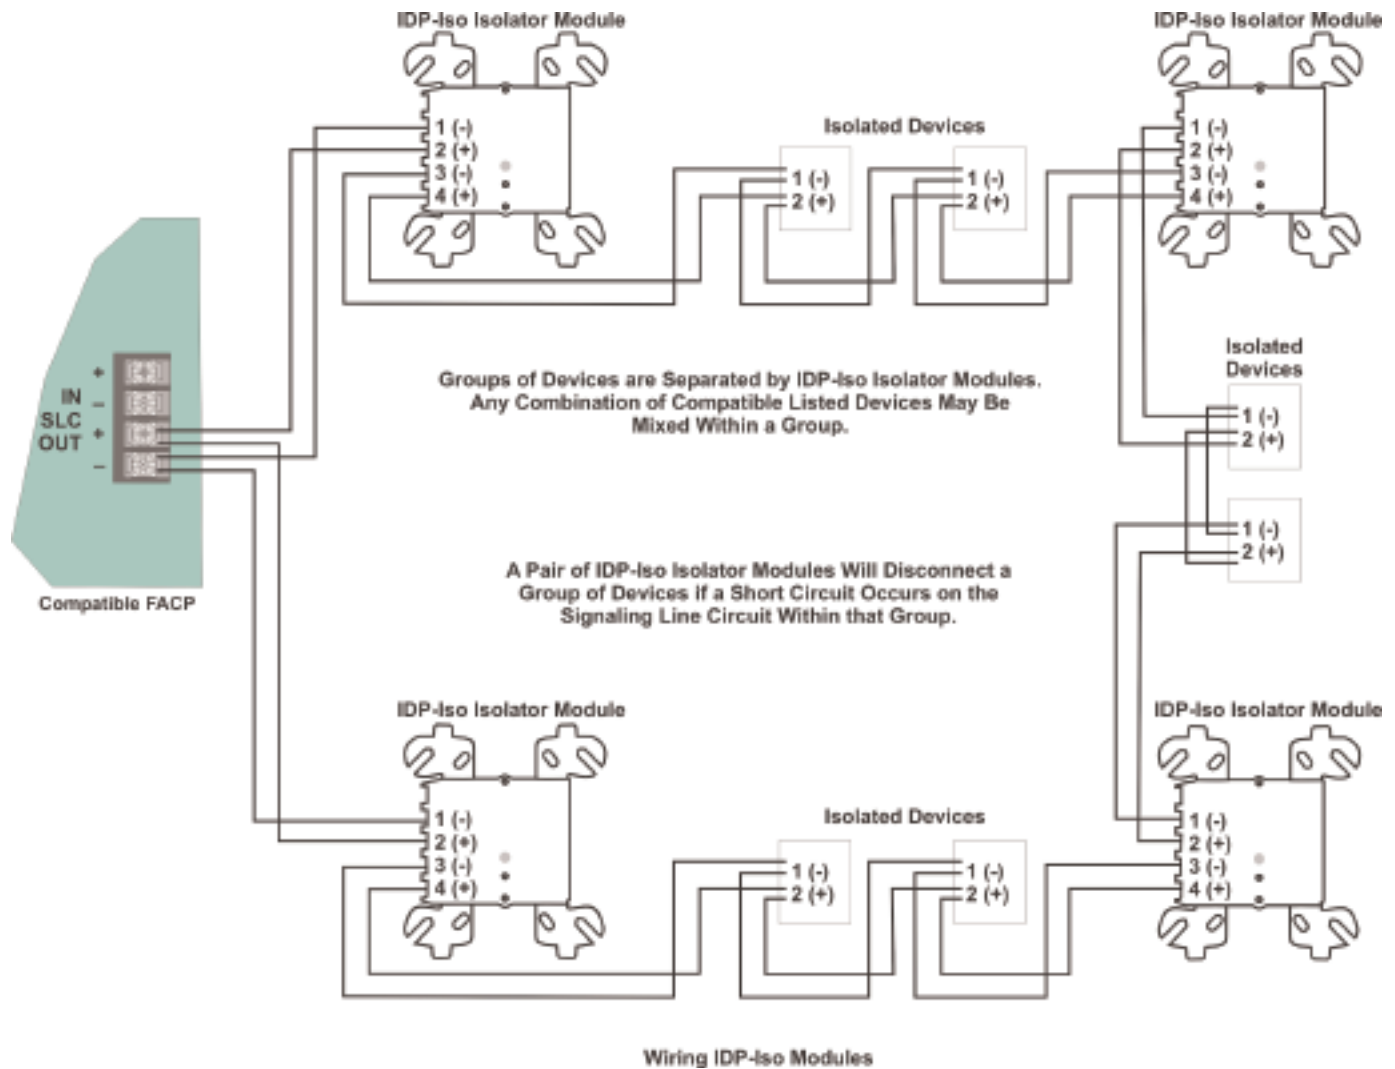 IDP-Iso Isolator Module
IDP-Iso Isolator Module
1 (-)
2 (+)
3 (-)
4 (+)
Isolated Devices
1 (-)
2 (+)
1 (-)
2 (+)
1 (-)
2 (+)
3 (-)
4 (+)
+
IN
–
SLC
+
OUT
–
Compatible FACP
Groups of Devices are Separated by IDP-Iso Isolator Modules.
Any Combination of Compatible Listed Devices May Be
Mixed Within a Group.
Isolated
Devices
1 (-)
2 (+)
1 (-)
2 (+)
A Pair of IDP-Iso Isolator Modules Will Disconnect a
Group of Devices if a Short Circuit Occurs on the
Signaling Line Circuit Within that Group.
IDP-Iso Isolator Module
IDP-Iso Isolator Module
1 (-)
2 (+)
3 (-)
4 (+)
Isolated Devices
1 (-)
2 (+)
1 (-)
2 (+)
1 (-)
2 (+)
3 (-)
4 (+)
Wiring IDP-Iso Modules